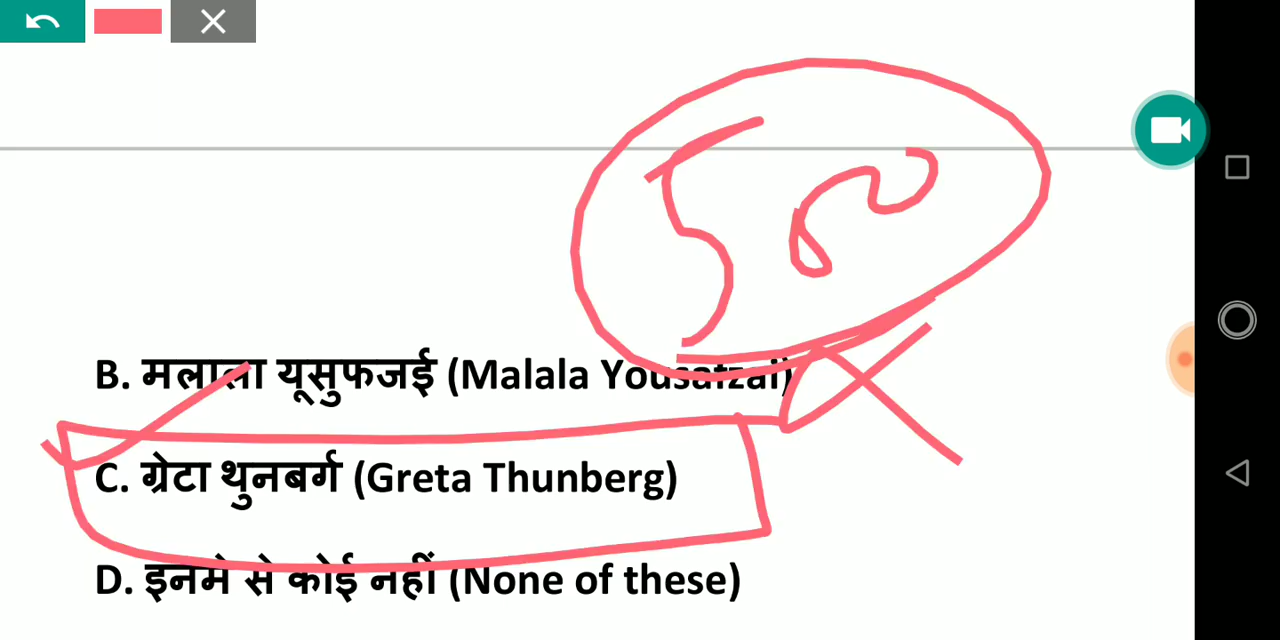 B. मलाला यूसुफजई (Malala Yousafzai)
C. ग्रेटा थुनबर्ग (Greta Thunberg)
D. इनमे से कोई नहीं (None of these)